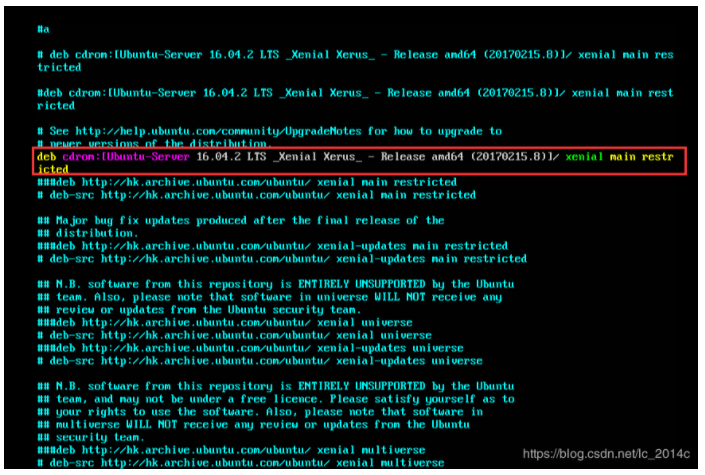 #a
# deb cdrom:[Ubuntu-Server 16.04.2 LTS _Xenial Xerus_ - Release amd64 (20170215.8)]/ xenial main res
tricted
#deb cdrom:[Ubuntu-Server 16.04.2 LTS _Xenial Xerus_ - Release amd64 (20170215.8)]/ xenial main rest
ricted
# See http://help.ubuntu.com/community/UpgradeNotes for how to upgrade to
# newer versions of the distribution.
deb cdrom:[Ubuntu-Server 16.04.2 LTS _Xenial Xerus_ - Release amd64 (20170215.8)]/ xenial main restr
icted
###deb http://hk.archive.ubuntu.com/ubuntu/ xenial main restricted
# deb-src http://hk.archive.ubuntu.com/ubuntu/ xenial main restricted
## Major bug fix updates produced after the final release of the
## distribution.
###deb http://hk.archive.ubuntu.com/ubuntu/ xenial-updates main restricted
# deb-src http://hk.archive.ubuntu.com/ubuntu/ xenial-updates main restricted
## N.B. software from this repository is ENTIRELY UNSUPPORTED by the Ubuntu
## team. Also, please note that software in universe WILL NOT receive any
## review or updates from the Ubuntu security team.
###deb http://hk.archive.ubuntu.com/ubuntu/ xenial universe
# deb-src http://hk.archive.ubuntu.com/ubuntu/ xenial universe
###deb http://hk.archive.ubuntu.com/ubuntu/ xenial-updates universe
# deb-src http://hk.archive.ubuntu.com/ubuntu/ xenial-updates universe
## N.B. software from this repository is ENTIRELY UNSUPPORTED by the Ubuntu
## team, and may not be under a free licence. Please satisfy yourself as to
## your rights to use the software. Also, please note that software in
## multiverse WILL NOT receive any review or updates from the Ubuntu
## security team.
###deb http://hk.archive.ubuntu.com/ubuntu/ xenial multiverse
# deb-src http://hk.archive.ubuntu.com/ubuntu/ xenial multiverse
https://blog.csdn.net/lc_2014c